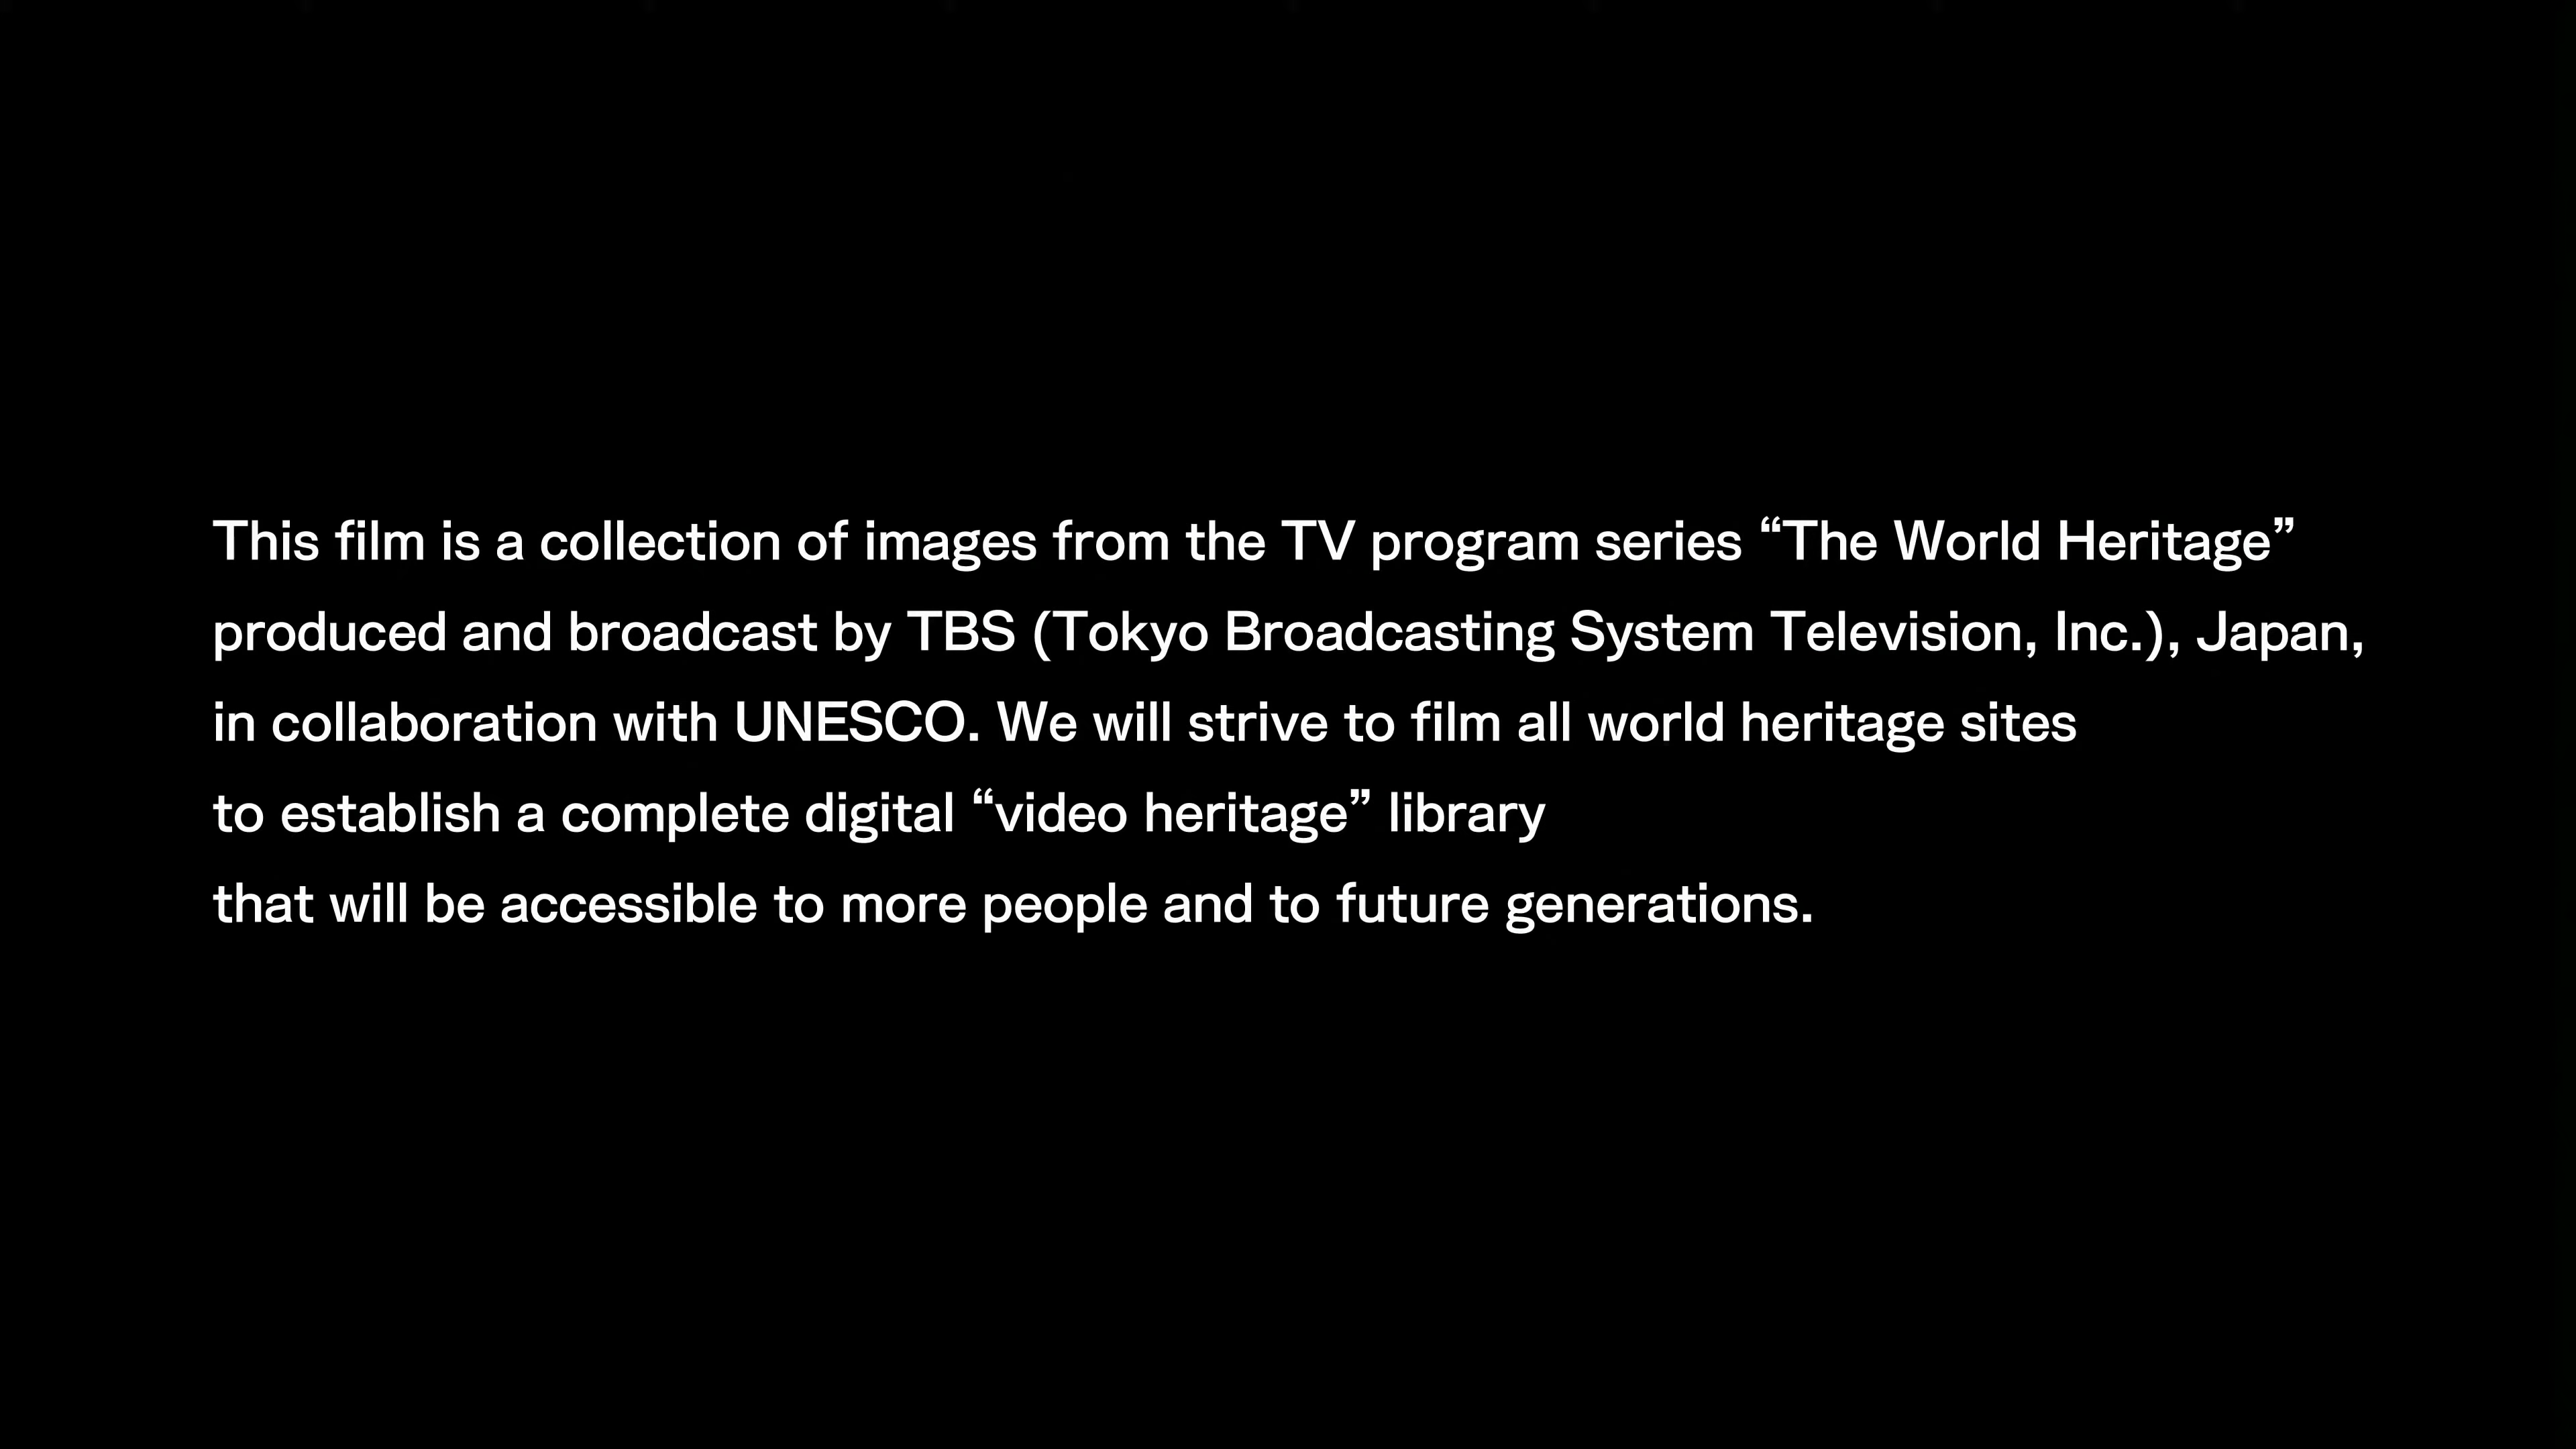 This film is a collection of images from the TV program series “The World Heritage”
produced and broadcast by TBS (Tokyo Broadcasting System Television, Inc.), Japan,
in collaboration with UNESCO. We will strive to film all world heritage sites
to establish a complete digital “video heritage” library
that will be accessible to more people and to future generations.